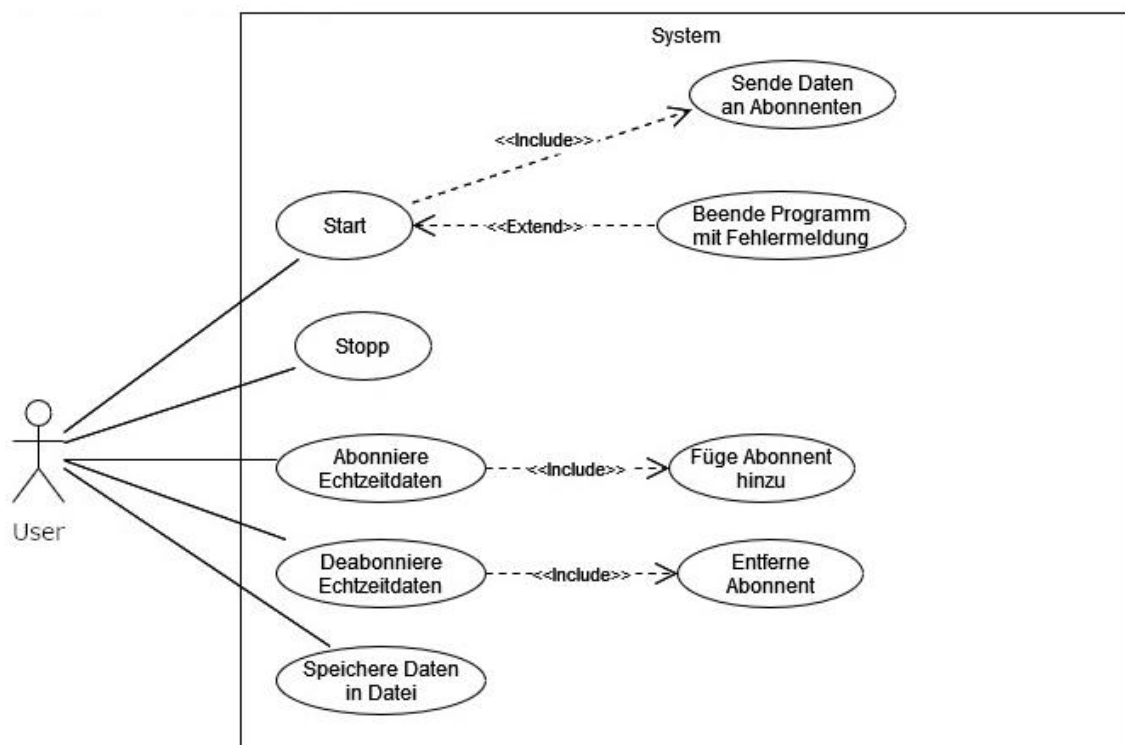 System
Sende Daten
an Abonnenten
<<Include>>
Start
<<Extend>>
Beende Programm
mit Fehlermeldung
Stopp
Abonniere
Echtzeitdaten
<<Include>>
Füge Abonnent
hinzu
User
Deabonniere
Echtzeitdaten
<<Include>>
Entferne
Abonnent
Speichere Daten
in Datei